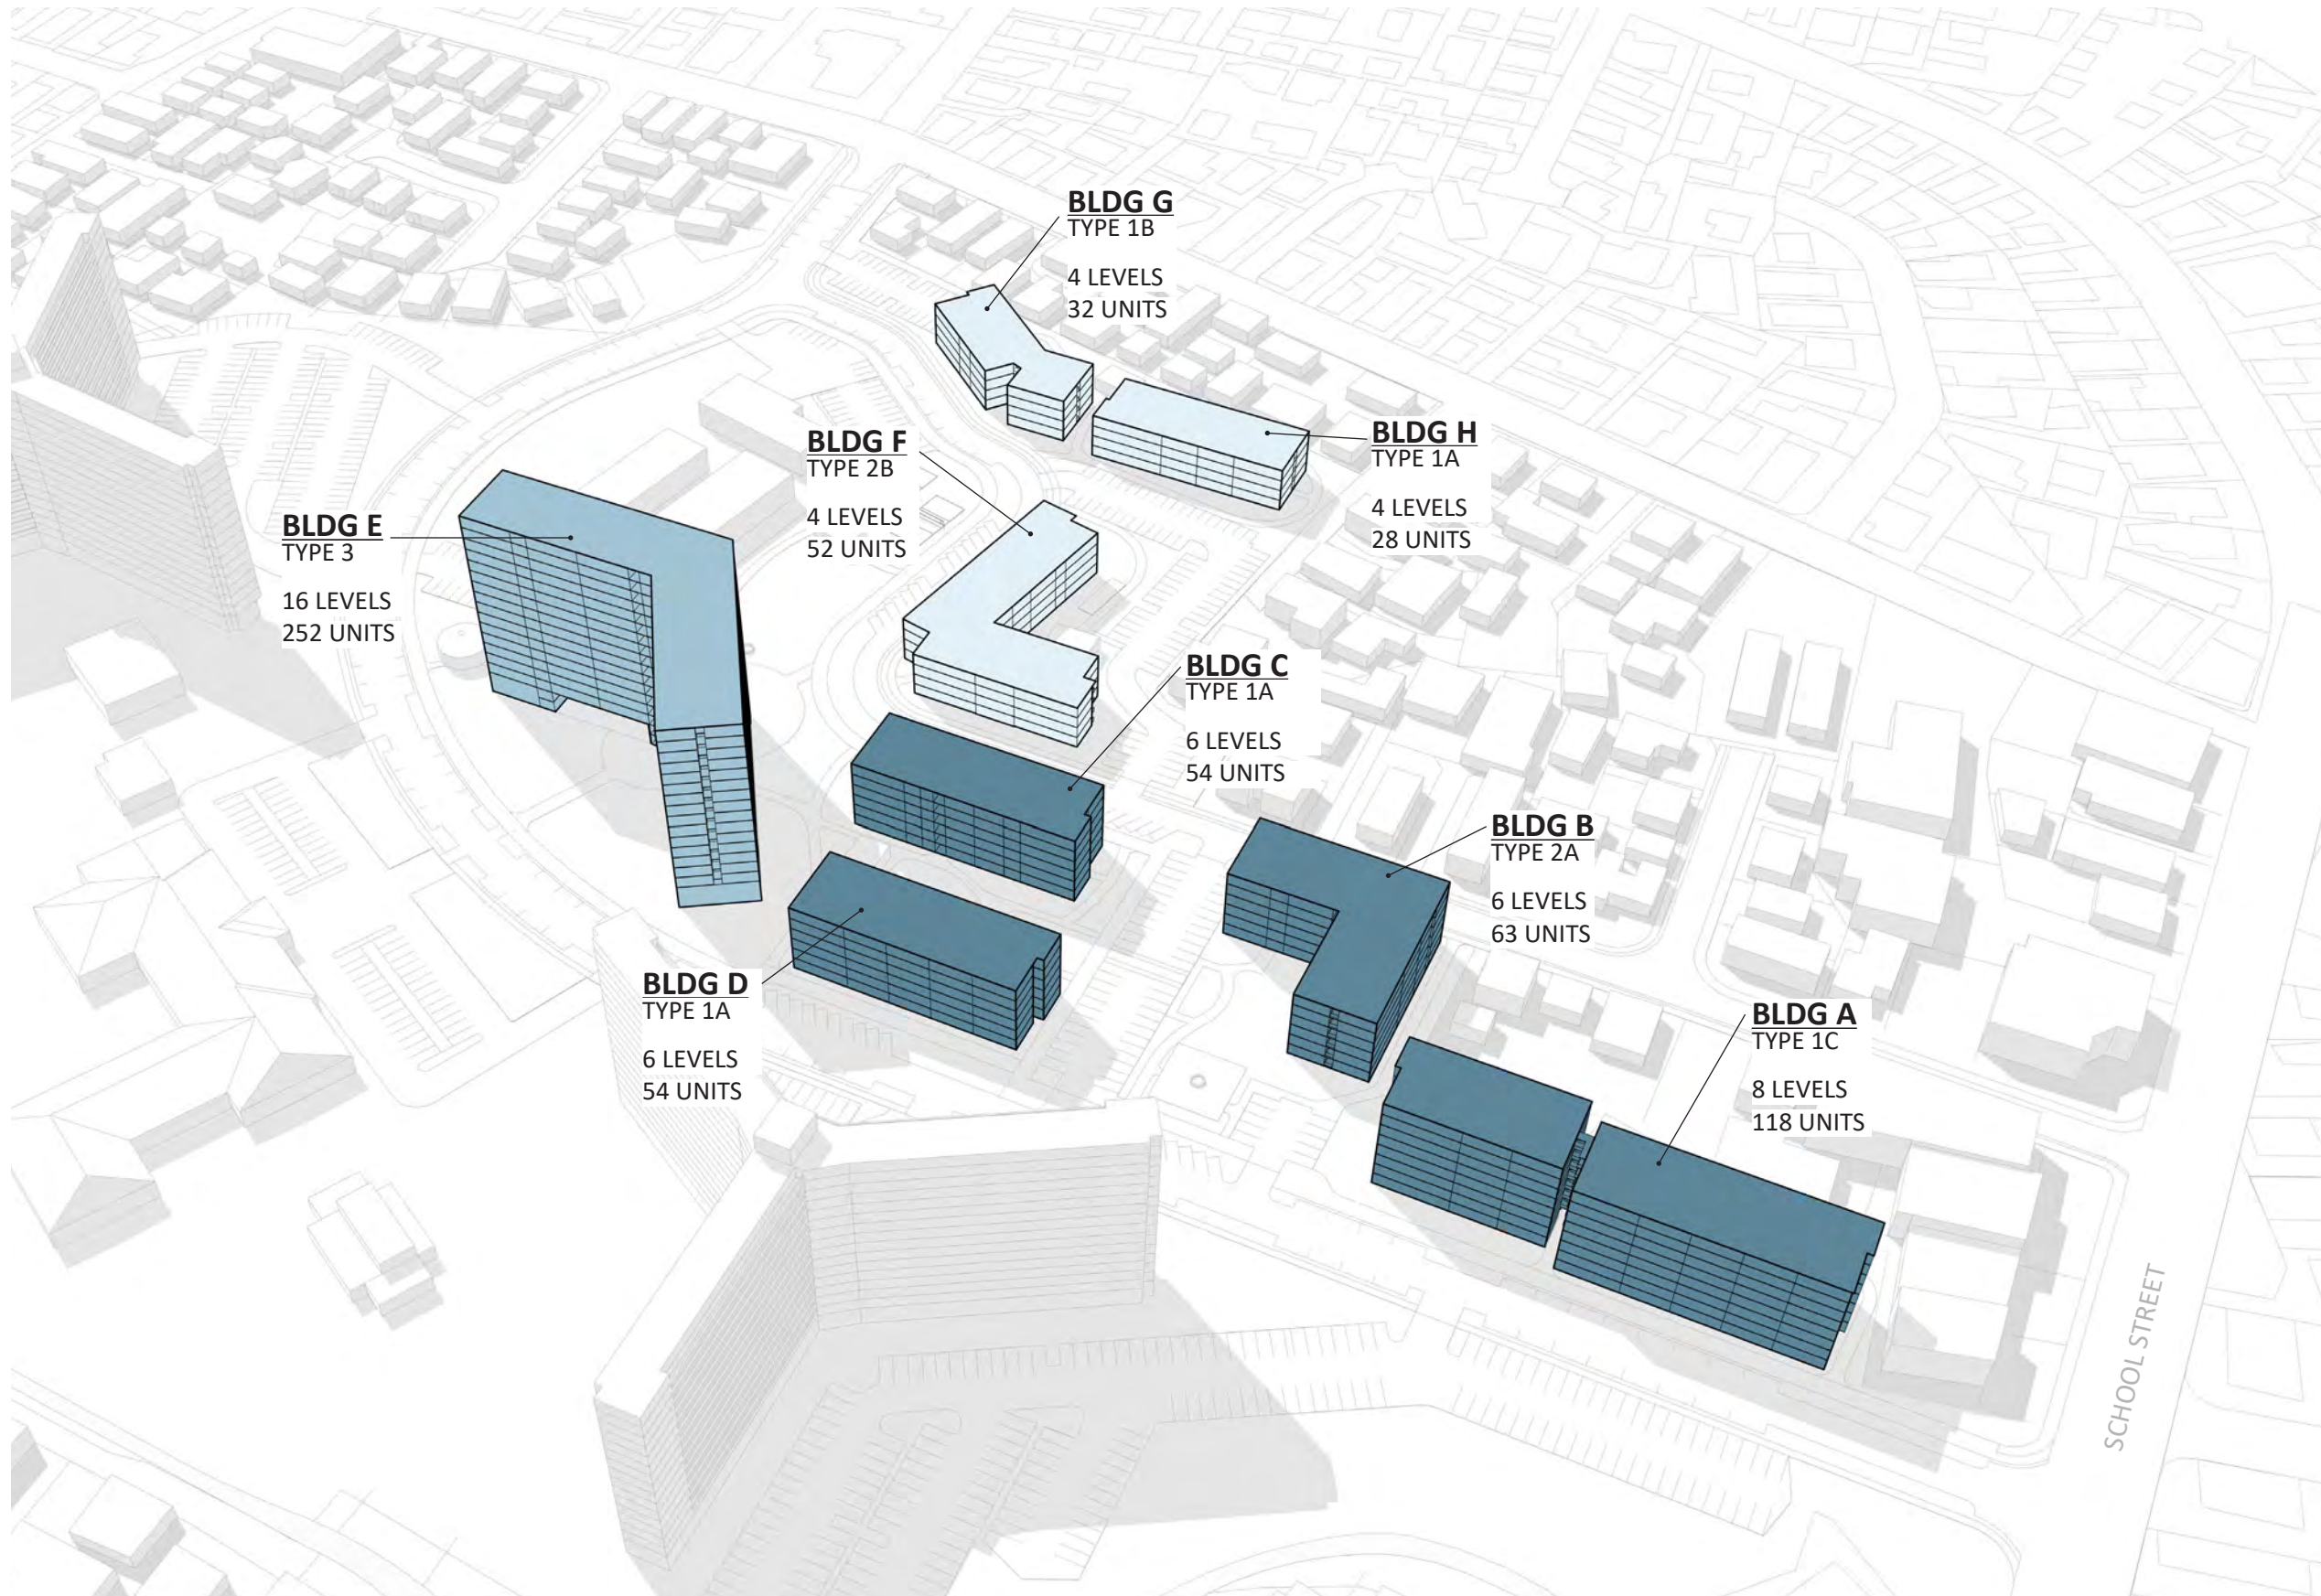 BLDG G
TYPE 1B
4 LEVELS
32 UNITS
BLDG H
TYPE 1A
4 LEVELS
28 UNITS
BLDG F
TYPE 2B
4 LEVELS
52 UNITS
BLDG E
TYPE 3
16 LEVELS
252 UNITS
BLDG C
TYPE 1A
6 LEVELS
54 UNITS
BLDG B
TYPE 2A
6 LEVELS
63 UNITS
BLDG D
TYPE 1A
6 LEVELS
54 UNITS
BLDG A
TYPE 1C
8 LEVELS
118 UNITS
SCHOOL STREET